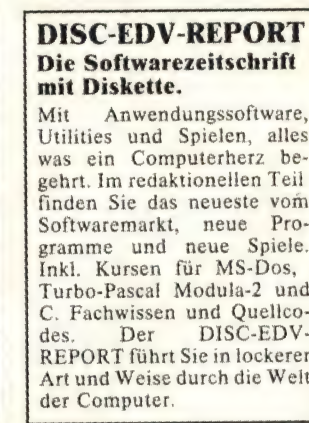 DISC-EDV-REPORT
Die Softwarezeitschrift
mit Diskette.
Mit Anwendungssoftware,
Utilities und Spielen, alles
was ein Computerherz be-
gehrt. Im redaktionellen Teil
finden Sie das neueste vom
Softwaremarkt, neue Pro-
gramme und neue Spiele.
Inkl. Kursen für MS-Dos,
Turbo-Pascal Modula-2 und
C. Fachwissen und Quellco-
des. Der DISC-EDV-
REPORT führt Sie in lockerer
Art und Weise durch die Welt
der Computer.